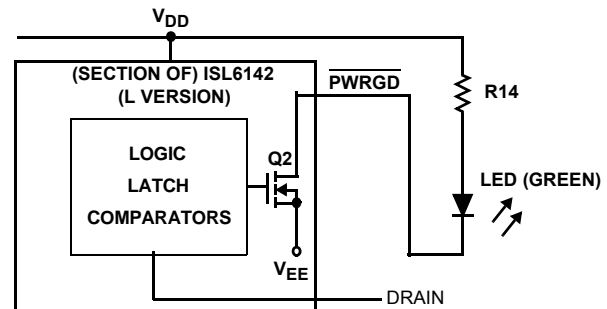 VDD
(SECTION OF) ISL6142
(L VERSION)
PWRGD
R14
LOGIC
LATCH
COMPARATORS
Q2
LED (GREEN)
VEE
DRAIN